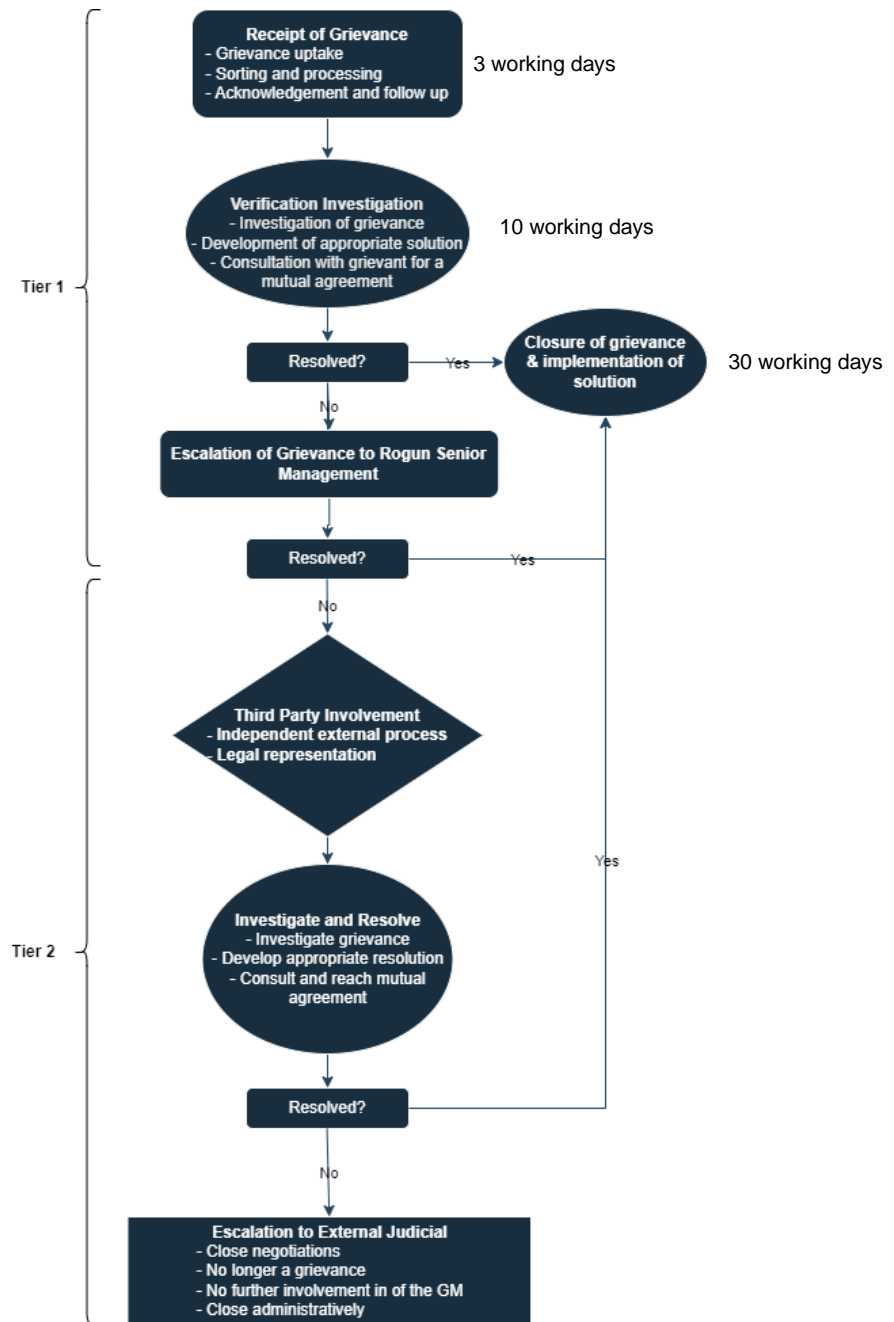 Receipt of Grievance
- Grievance uptake
- Sorting and processing
- Acknowledgement and follow up
3 working days
Verification Investigation
- Investigation of grievance
- Development of appropriate solution
- Consultation with grievant for a
mutual agreement
10 working days
Tier 1
Resolved?
Yes
Closure of grievance
& implementation of
solution
30 working days
No
Escalation of Grievance to Rogun Senior
Management
Resolved?
Yes
No
Third Party Involvement
- Independent external process
- Legal representation
Yes
Investigate and Resolve
- Investigate grievance
- Develop appropriate resolution
- Consult and reach mutual
agreement
Tier 2
Resolved?
No
Escalation to External Judicial
- Close negotiations
- No longer a grievance
- No further involvement in of the GM
- Close administratively